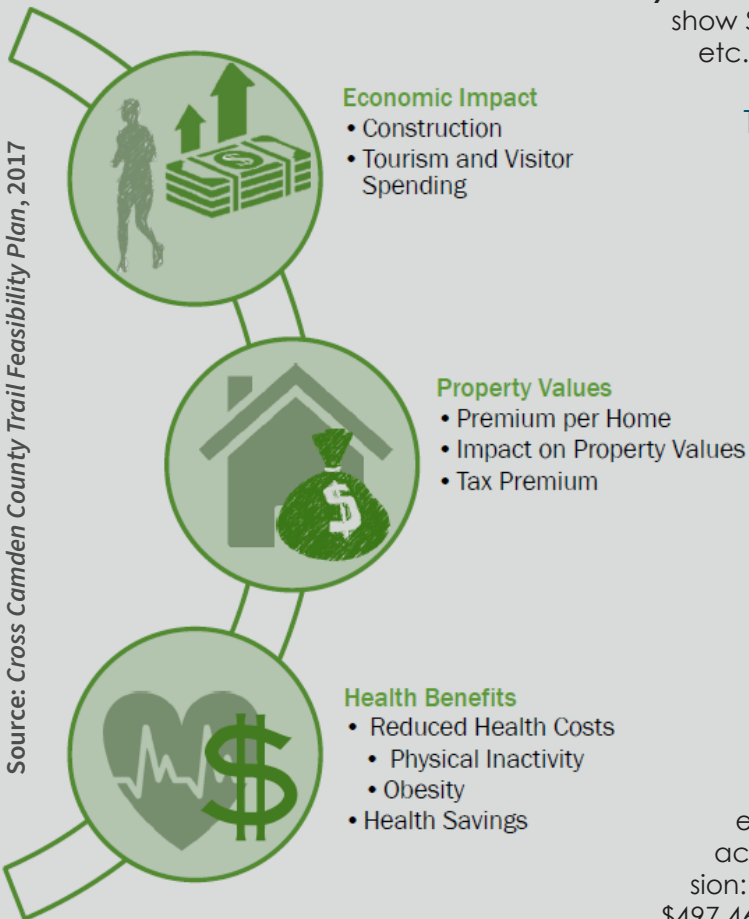 show
etc.
Economic Impact
• Construction
• Tourism and Visitor
Spending
Property Values
• Premium per Home
• Impact on Property Values
• Tax Premium
Health Benefits
• Reduced Health Costs
• Physical Inactivity
• Obesity
• Health Savings
sion:
Source: Cross Camden County Trail Feasibility Plan, 2017
$
$
$